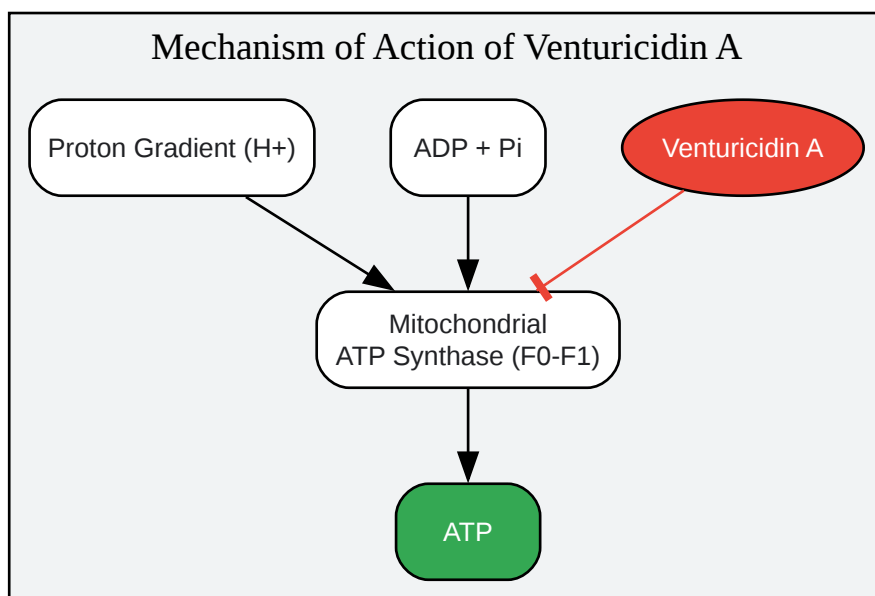 Mechanism of Action of Venturicidin A
Proton Gradient (H+)
ADP + Pi
Venturicidin A
Mitochondrial
ATP Synthase (F0-F1)
ATP